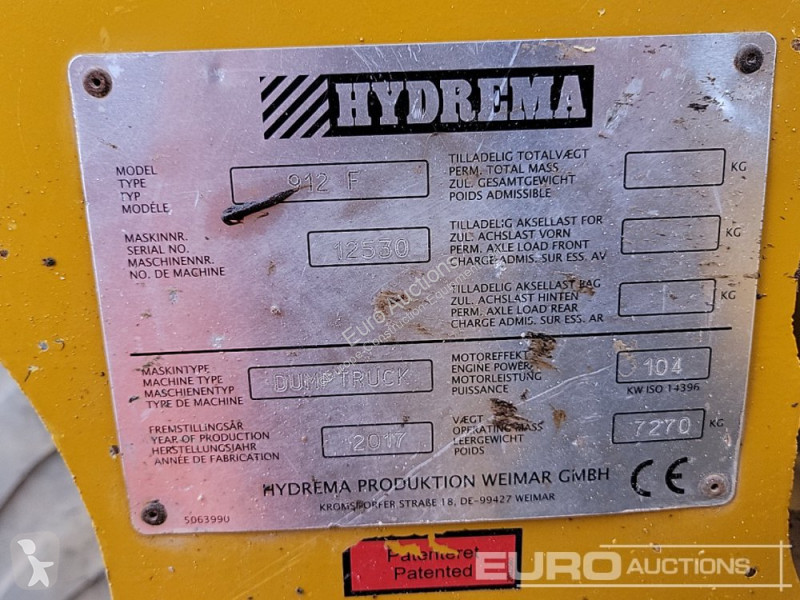 HYDREMA
MODEL
TYPE
TYP
MODÉLE
912 F
MASKINNR.
SERIAL NO.
MASCHINENNR.
NO. DE MACHINE
12530
TILLADELIG TOTALVÆGT
PERM. TOTAL MASS
ZUL. GESAMTGEWICHT
POIDS ADMISSIBLE
KG
TILLADELIG AKSELLAST FOR
ZUL. ACHSLAST VORN
PERM. AXLE LOAD FRONT
CHARGE ADMIS. SUR ESS. AV
KG
TILLADELIG AKSELLAST BAG
ZUL. ACHSLAST HINTEN
PERM. AXLE LOAD REAR
CHARGE ADMIS. SUR ESS. AR
KG
MASKINTYPE
MACHINE TYPE
MASCHIENENTYP
TYPE DE MACHINE
DUMPTRUCK
MOTOREFFEKT
ENGINE POWER
MOTORLEISTUNG
PUISSANCE
104
KW ISO 14396
FREMSTILLINGSÅR
YEAR OF PRODUCTION
HERSTELLUNGSJAHR
ANNÉE DE FABRICATION
2017
VÆGT
OPERATING MASS
LEERGEWICHT
POIDS
7270 KG
HYDREMA PRODUKTION WEIMAR GMBH
KROMSDORFER STRAßE 18, DE-99427 WEIMAR
CE
5063990
Patenteret
Patented
Euro Auctions
EURO AUCTIONS